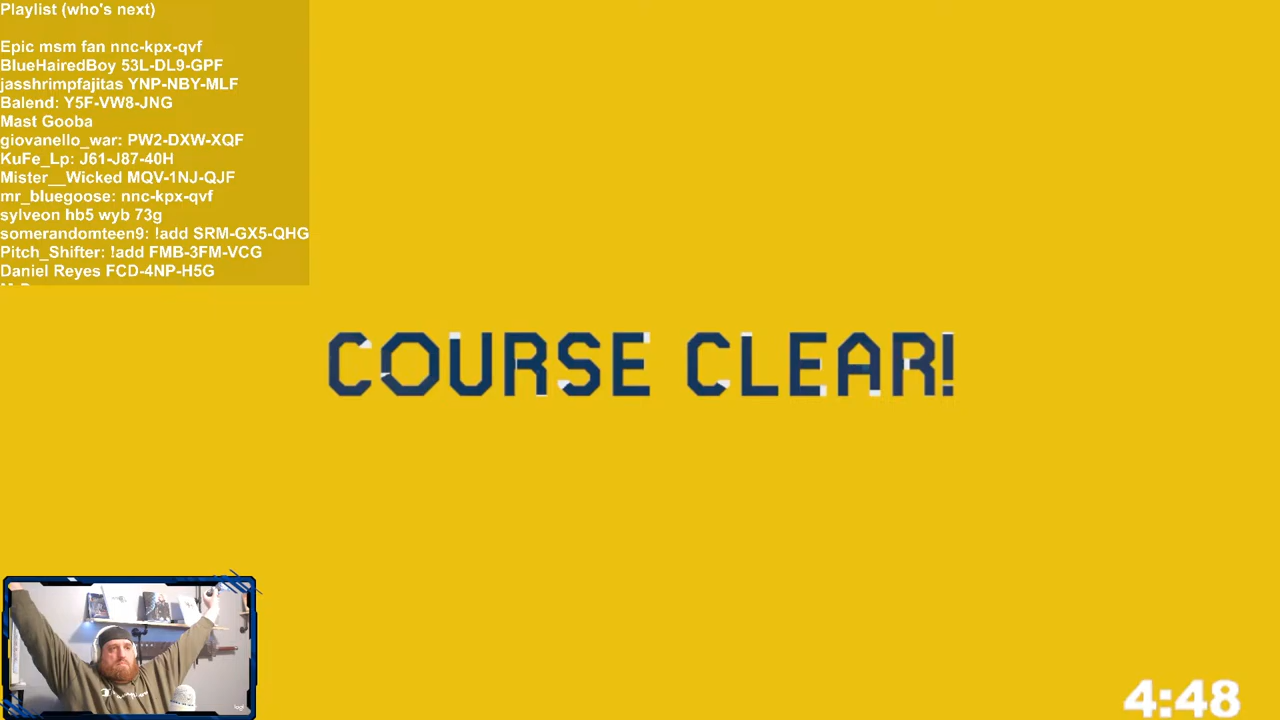 Playlist (who's next)
Epic msm fan nnc-kpx-qvf
BlueHairedBoy 53L-DL9-GPF
jasshrimpfajitas YNP-NBY-MLF
Balend: Y5F-VW8-JNG
Mast Gooba
giovanello_war: PW2-DXW-XQF
KuFe_Lp: J61-J87-40H
Mister__Wicked MQV-1NJ-QJF
mr_bluegoose: nnc-kpx-qvf
sylveon hb5 wyb 73g
somerandomteen9: !add SRM-GX5-QHG
Pitch_Shifter: !add FMB-3FM-VCG
Daniel Reyes FCD-4NP-H5G
COURSE CLEAR!
4:48